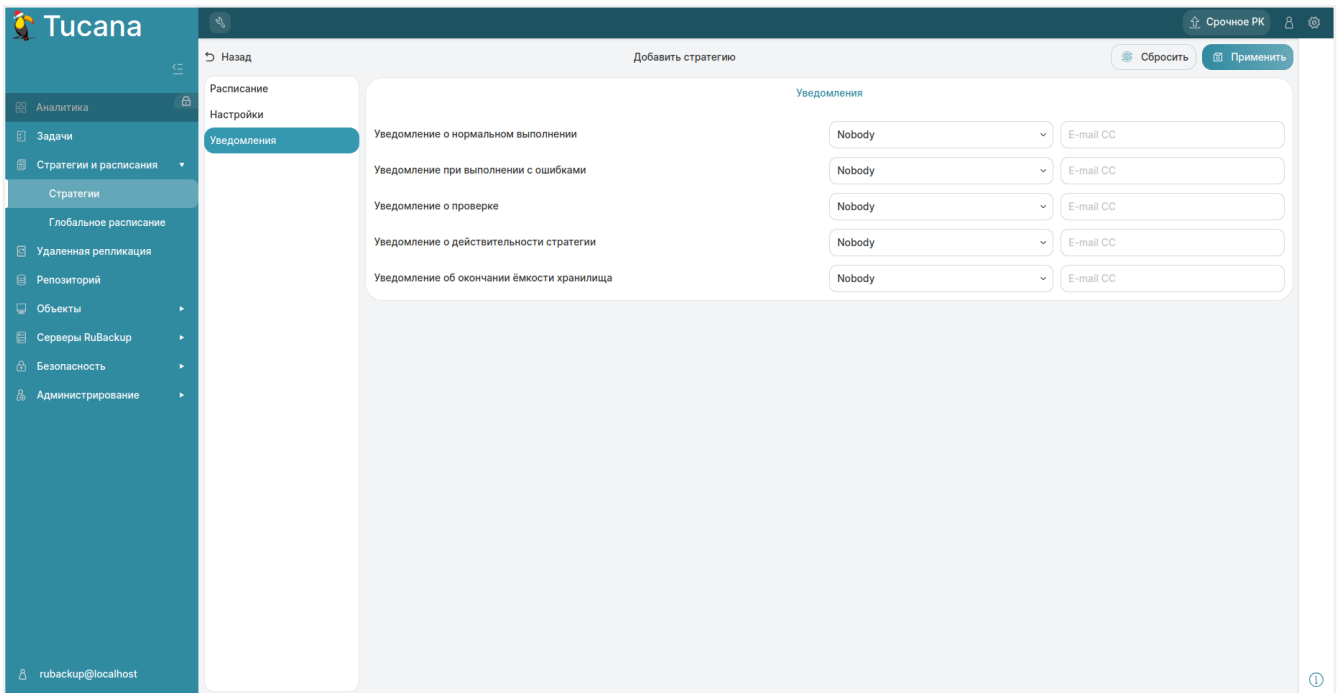 Tucana
Срочное РК
Назад
Добавить стратегию
Сбросить
Применить
Аналитика
Задачи
Стратегии и расписания
Стратегии
Глобальное расписание
Удаленная репликация
Репозиторий
Объекты
Серверы RuBackup
Безопасность
Администрирование
rubackup@localhost
Расписание
Настройки
Уведомления
Уведомления
Уведомление о нормальном выполнении Nobody E-mail CC
Уведомление при выполнении с ошибками Nobody E-mail CC
Уведомление о проверке Nobody E-mail CC
Уведомление о действительности стратегии Nobody E-mail CC
Уведомление об окончании ёмкости хранилища Nobody E-mail CC